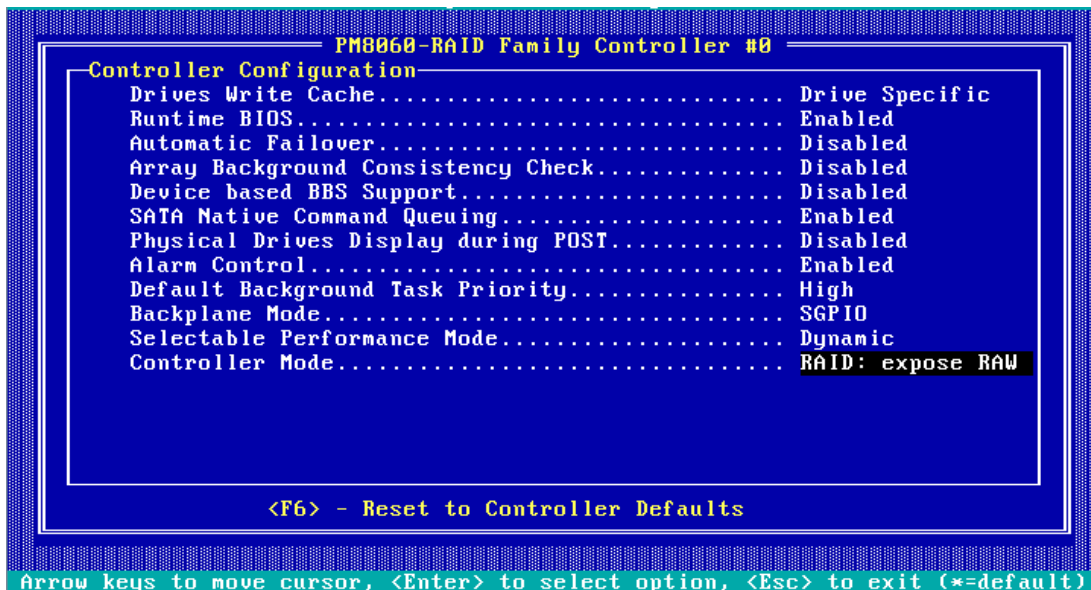 PM8060-RAID Family Controller #0
Controller Configuration
Drives Write Cache.............................. Drive Specific
Runtime BIOS.................................... Enabled
Automatic Failover.............................. Disabled
Array Background Consistency Check.............. Disabled
Device based BBS Support........................ Disabled
SATA Native Command Queuing..................... Enabled
Physical Drives Display during POST............. Disabled
Alarm Control................................... Enabled
Default Background Task Priority................ High
Backplane Mode.................................. SGPIO
Selectable Performance Mode..................... Dynamic
Controller Mode................................. RAID: expose RAW
<F6> - Reset to Controller Defaults
Arrow keys to move cursor, <Enter> to select option, <Esc> to exit (*=default)